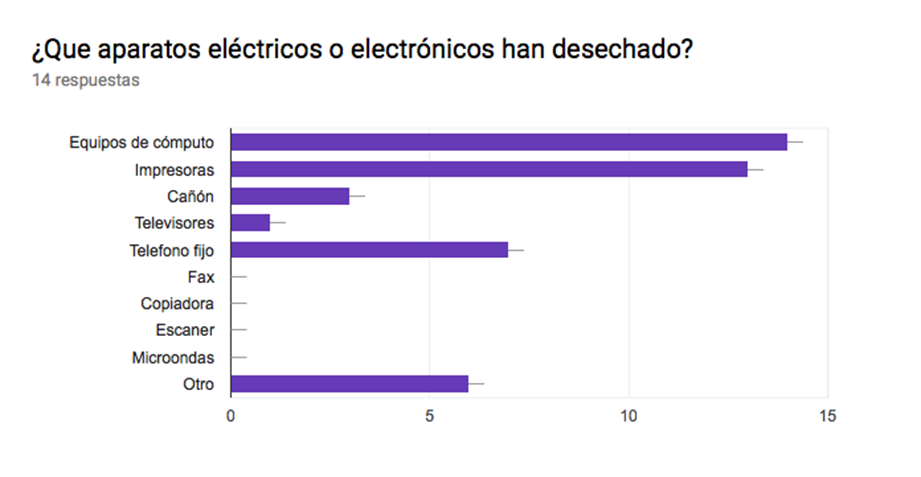 ¿Que aparatos eléctricos o electrónicos han desechado?
14 respuestas
Equipos de cómputo
Impresoras
Cañón
Televisores
Telefono fijo
Fax
Copiadora
Escaner
Microondas
Otro
0 5 10 15